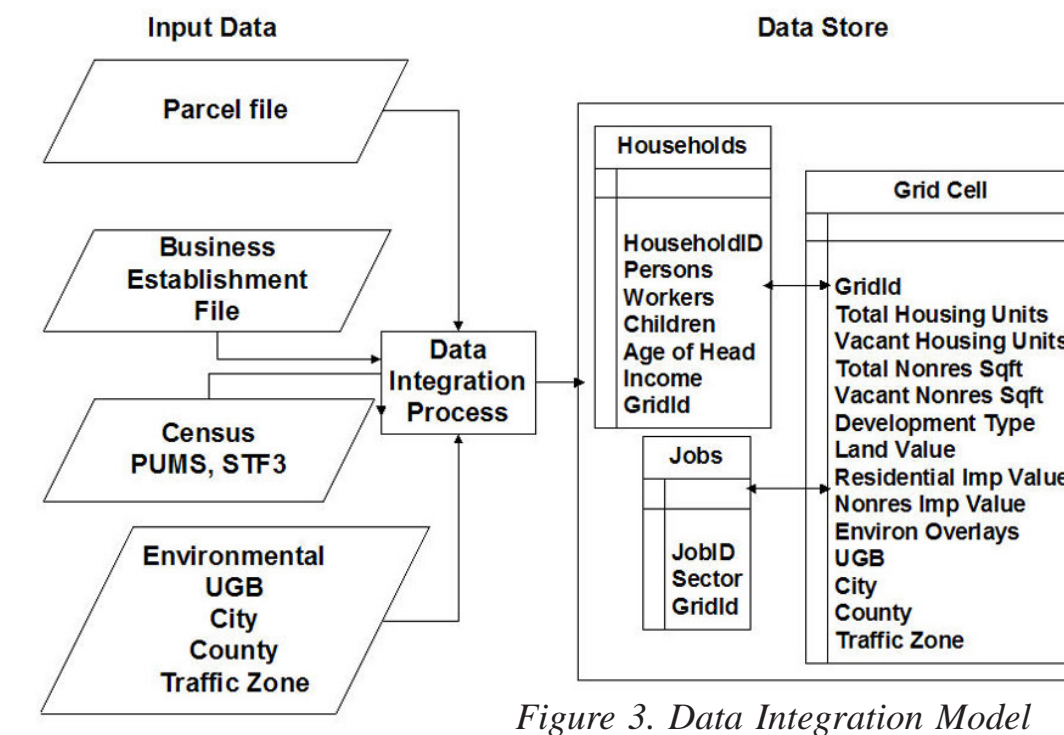 Input Data
Data Store
Parcel file
Business
Establishment
File
Census
PUMS, STF3
Environmental
UGB
City
County
Traffic Zone
Data
Integration
Process
Households
HouseholdID
Persons
Workers
Children
Age of Head
Income
GridId
Jobs
JobID
Sector
GridId
Grid Cell
GridId
Total Housing Units
Vacant Housing Units
Total Nonres Sqft
Vacant Nonres Sqft
Development Type
Land Value
Residential Imp Value
Nonres Imp Value
Environ Overlays
UGB
City
County
Traffic Zone
Figure 3. Data Integration Model